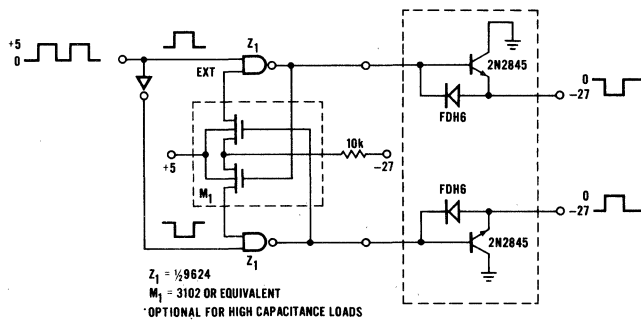 +5
0
Z1
EXT
2N2845
0
-27
FDH6
10k
+5
-27
M1
FDH6
0
-27
2N2845
Z1
Z1 = ½9624
M1 = 3102 OR EQUIVALENT
*OPTIONAL FOR HIGH CAPACITANCE LOADS